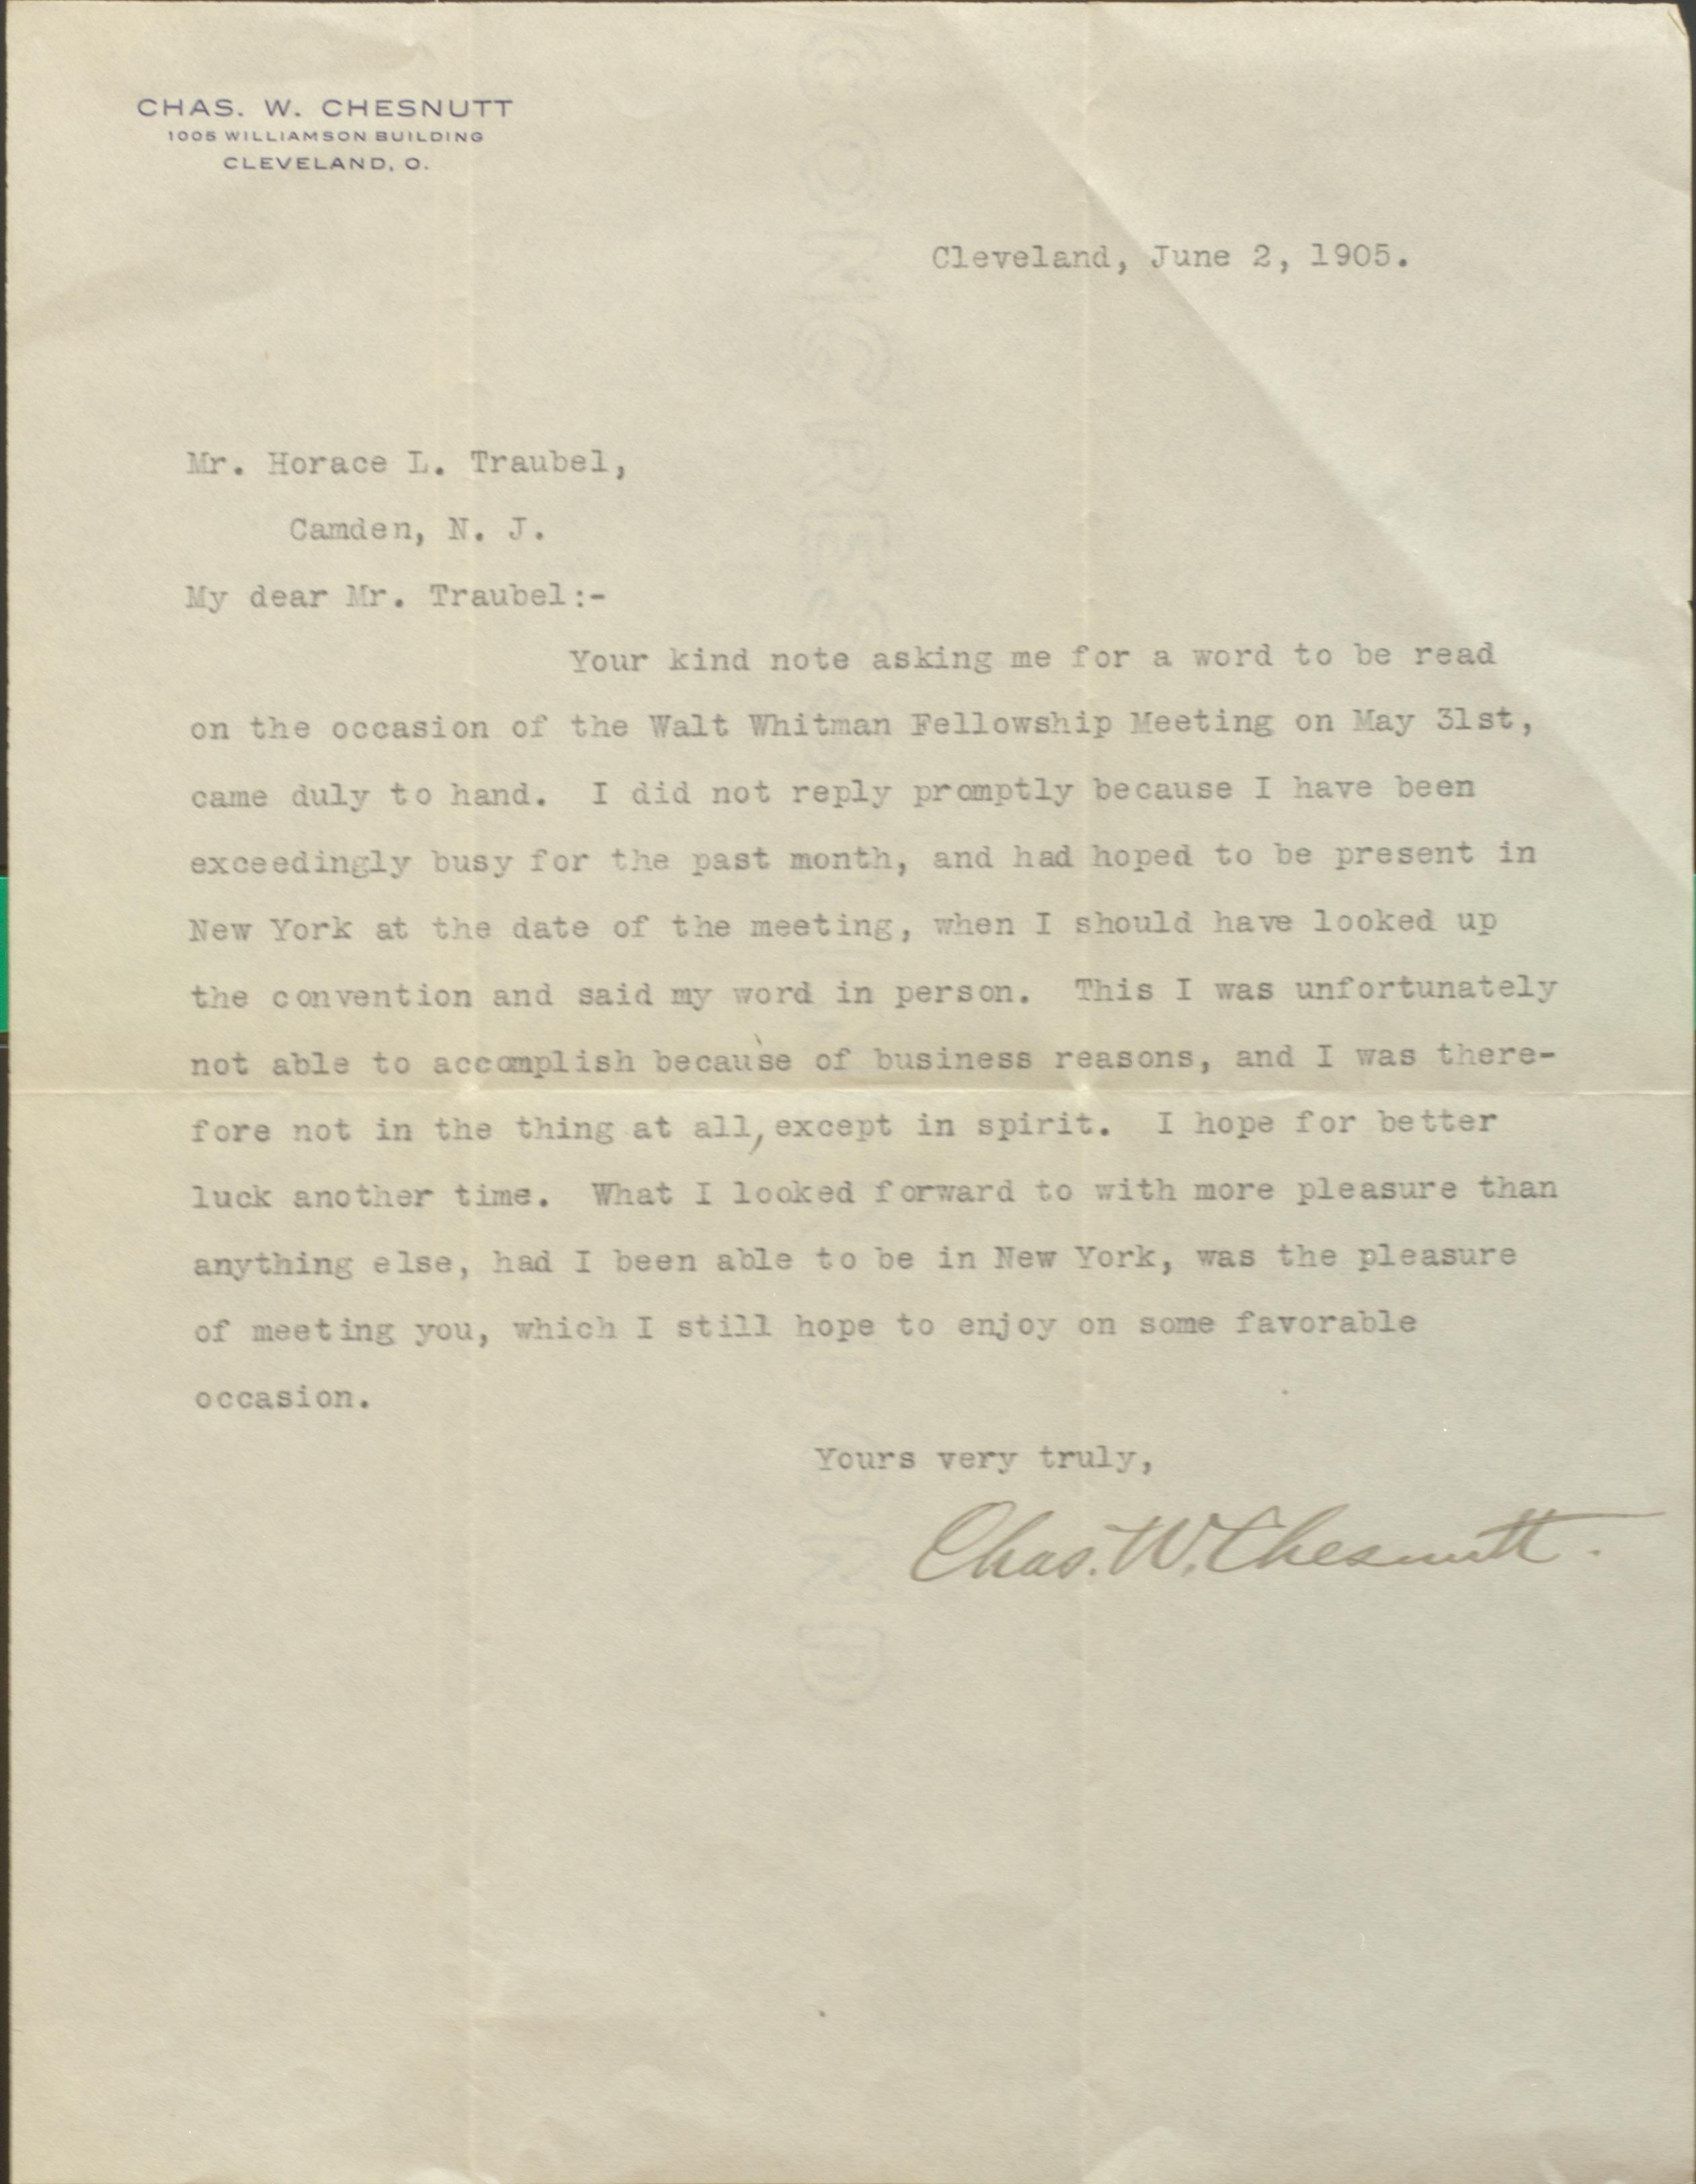 CHAS. W. CHESNUTT
1005 WILLIAMSON BUILDING
CLEVELAND, O.
Cleveland, June 2, 1905.
Mr. Horace L. Traubel,
Camden, N. J.
My dear Mr. Traubel:-
Your kind note asking me for a word to be read
on the occasion of the Walt Whitman Fellowship Meeting on May 31st,
came duly to hand. I did not reply promptly because I have been
exceedingly busy for the past month, and had hoped to be present in
New York at the date of the meeting, when I should have looked up
the convention and said my word in person. This I was unfortunately
not able to accomplish because of business reasons, and I was there-
fore not in the thing at all, except in spirit. I hope for better
luck another time. What I looked forward to with more pleasure than
anything else, had I been able to be in New York, was the pleasure
of meeting you, which I still hope to enjoy on some favorable
occasion.
Yours very truly,
Chas. W. Chesnutt.